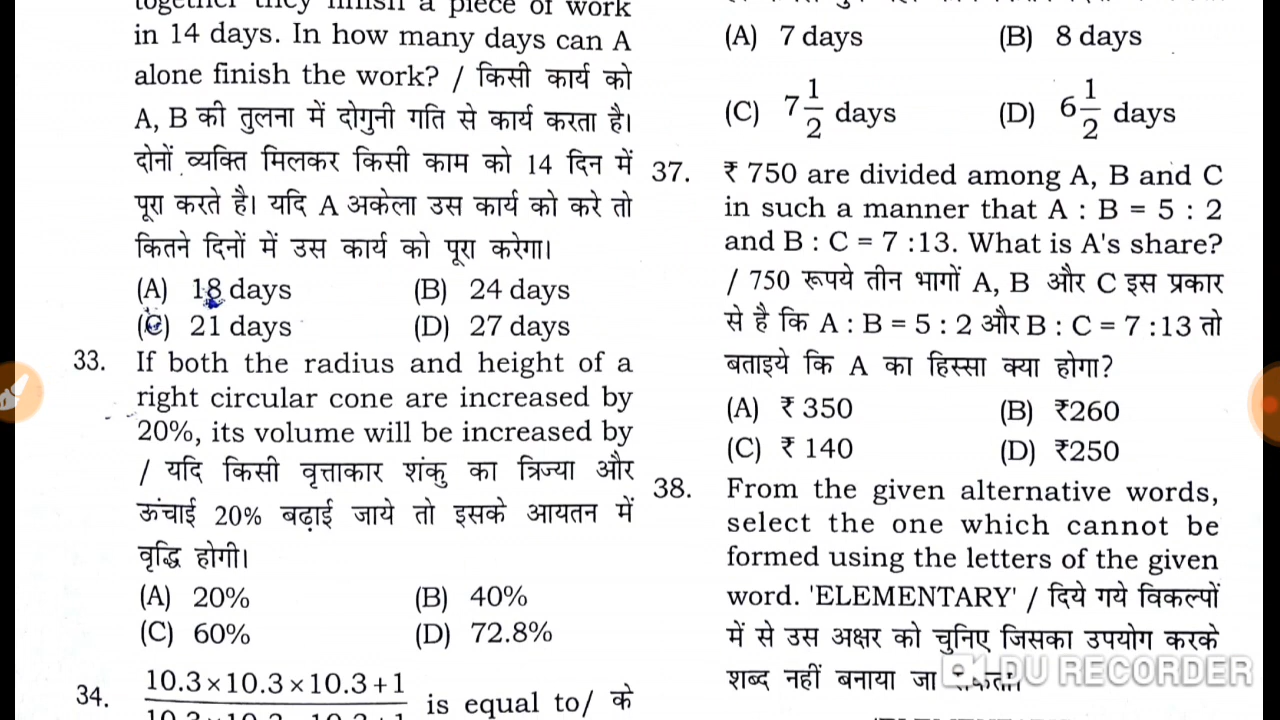 together they finish a piece of work
in 14 days. In how many days can A
alone finish the work? / किसी कार्य को
A, B की तुलना में दोगुनी गति से कार्य करता है।
दोनों व्यक्ति मिलकर किसी काम को 14 दिन में
पूरा करते है। यदि A अकेला उस कार्य को करे तो
कितने दिनों में उस कार्य को पूरा करेगा।
(A) 18 days (B) 24 days
(C) 21 days (D) 27 days
33. If both the radius and height of a
right circular cone are increased by
20%, its volume will be increased by
/ यदि किसी वृत्ताकार शंकु का त्रिज्या और
ऊंचाई 20% बढ़ाई जाये तो इसके आयतन में
वृद्धि होगी।
(A) 20% (B) 40%
(C) 60% (D) 72.8%
34. 10.3×10.3×10.3+1
is equal to/ के
(A) 7 days (B) 8 days
(C) 7 1/2 days (D) 6 1/2 days
37. ₹ 750 are divided among A, B and C
in such a manner that A : B = 5 : 2
and B : C = 7 :13. What is A's share?
/ 750 रूपये तीन भागों A, B और C इस प्रकार
से है कि A : B = 5 : 2 और B : C = 7 :13 तो
बताइये कि A का हिस्सा क्या होगा?
(A) ₹ 350 (B) ₹260
(C) ₹ 140 (D) ₹250
38. From the given alternative words,
select the one which cannot be
formed using the letters of the given
word. 'ELEMENTARY' / दिये गये विकल्पों
में से उस अक्षर को चुनिए जिसका उपयोग करके
शब्द नहीं बनाया जा
DU RECORDER